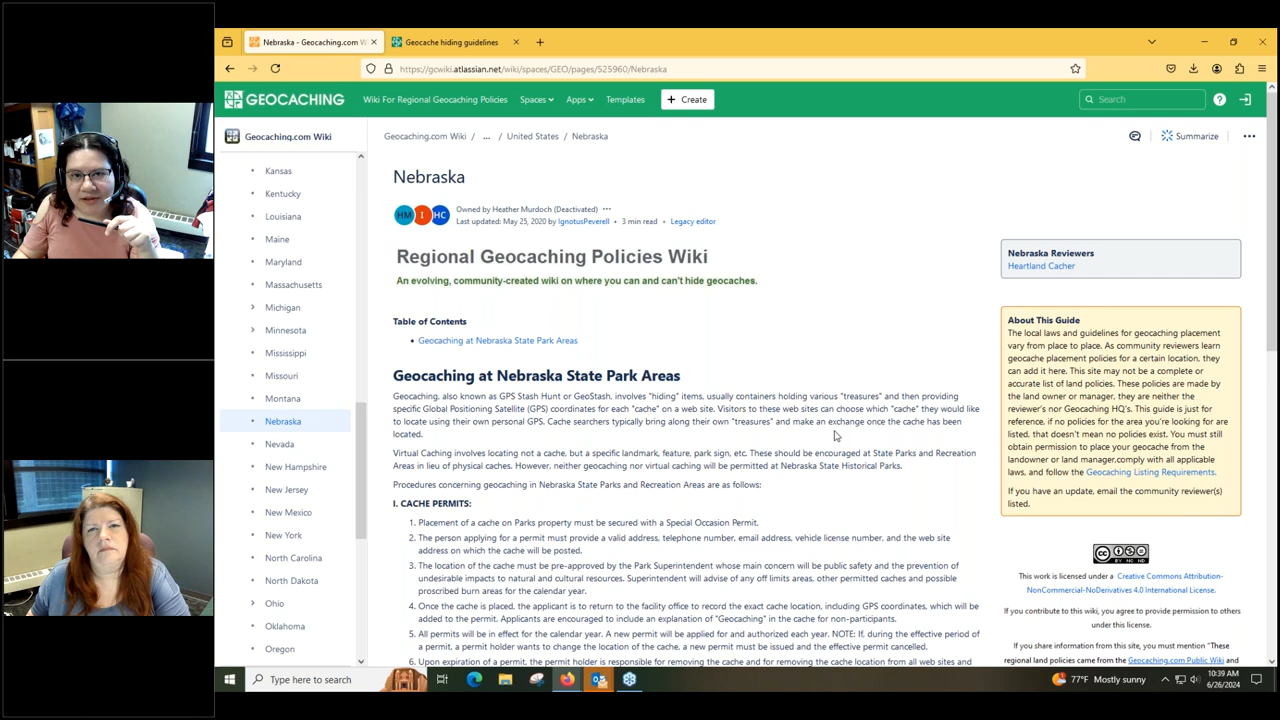 Nebraska - Geocaching.com W
Geocache hiding guidelines
https://gcwiki.atlassian.net/wiki/spaces/GEO/pages/525960/Nebraska
GEOCACHING
Wiki For Regional Geocaching Policies
Spaces
Apps
Templates
+ Create
Search
Geocaching.com Wiki
Kansas
Kentucky
Louisiana
Maine
Maryland
Massachusetts
Michigan
Minnesota
Mississippi
Missouri
Montana
Nebraska
Nevada
New Hampshire
New Jersey
New Mexico
New York
North Carolina
North Dakota
Ohio
Oklahoma
Oregon
Geocaching.com Wiki / ... / United States / Nebraska
Summarize
Nebraska
HM I HC
Owned by Heather Murdoch (Deactivated)
Last updated: May 25, 2020 by IgnotusPeverell • 3 min read • Legacy editor
Regional Geocaching Policies Wiki
An evolving, community-created wiki on where you can and can't hide geocaches.
Table of Contents
• Geocaching at Nebraska State Park Areas
Geocaching at Nebraska State Park Areas
Geocaching, also known as GPS Stash Hunt or GeoStash, involves "hiding" items, usually containers holding various "treasures" and then providing
specific Global Positioning Satellite (GPS) coordinates for each "cache" on a web site. Visitors to these web sites can choose which "cache" they would like
to locate using their own personal GPS. Cache searchers typically bring along their own "treasures" and make an exchange once the cache has been
located.
Virtual Caching involves locating not a cache, but a specific landmark, feature, park sign, etc. These should be encouraged at State Parks and Recreation
Areas in lieu of physical caches. However, neither geocaching nor virtual caching will be permitted at Nebraska State Historical Parks.
Procedures concerning geocaching in Nebraska State Parks and Recreation Areas are as follows:
I. CACHE PERMITS:
1. Placement of a cache on Parks property must be secured with a Special Occasion Permit.
2. The person applying for a permit must provide a valid address, telephone number, email address, vehicle license number, and the web site
address on which the cache will be posted.
3. The location of the cache must be pre-approved by the Park Superintendent whose main concern will be public safety and the prevention of
undesirable impacts to natural and cultural resources. Superintendent will advise of any off limits areas, other permitted caches and possible
proscribed burn areas for the calendar year.
4. Once the cache is placed, the applicant is to return to the facility office to record the exact cache location, including GPS coordinates, which will be
added to the permit. Applicants are encouraged to include an explanation of "Geocaching" in the cache for non-participants.
5. All permits will be in effect for the calendar year. A new permit will be applied for and authorized each year. NOTE: If, during the effective period of
a permit, a permit holder wants to change the location of the cache, a new permit must be issued and the effective permit cancelled.
6. Upon expiration of a permit, the permit holder is responsible for removing the cache and for removing the cache location from all web sites and
Nebraska Reviewers
Heartland Cacher
About This Guide
The local laws and guidelines for geocaching placement
vary from place to place. As community reviewers learn
geocache placement policies for a certain location, they
can add it here. This site may not be a complete or
accurate list of land policies. These policies are made by
the land owner or manager, they are neither the
reviewer's nor Geocaching HQ's. This guide is just for
reference, if no policies for the area you're looking for are
listed, that doesn't mean no policies exist. You must still
obtain permission to place your geocache from the
landowner or land manager,comply with all applicable
laws, and follow the Geocaching Listing Requirements.
If you have an update, email the community reviewer(s)
listed.
This work is licensed under a Creative Commons Attribution-
NonCommercial-NoDerivatives 4.0 International License.
If you contribute to this wiki, you agree to provide permission to others
under this license.
If you share information from this site, you must mention "These
regional land policies came from the Geocaching.com Public Wiki and
Type here to search
77°F Mostly sunny
10:39 AM
6/26/2024